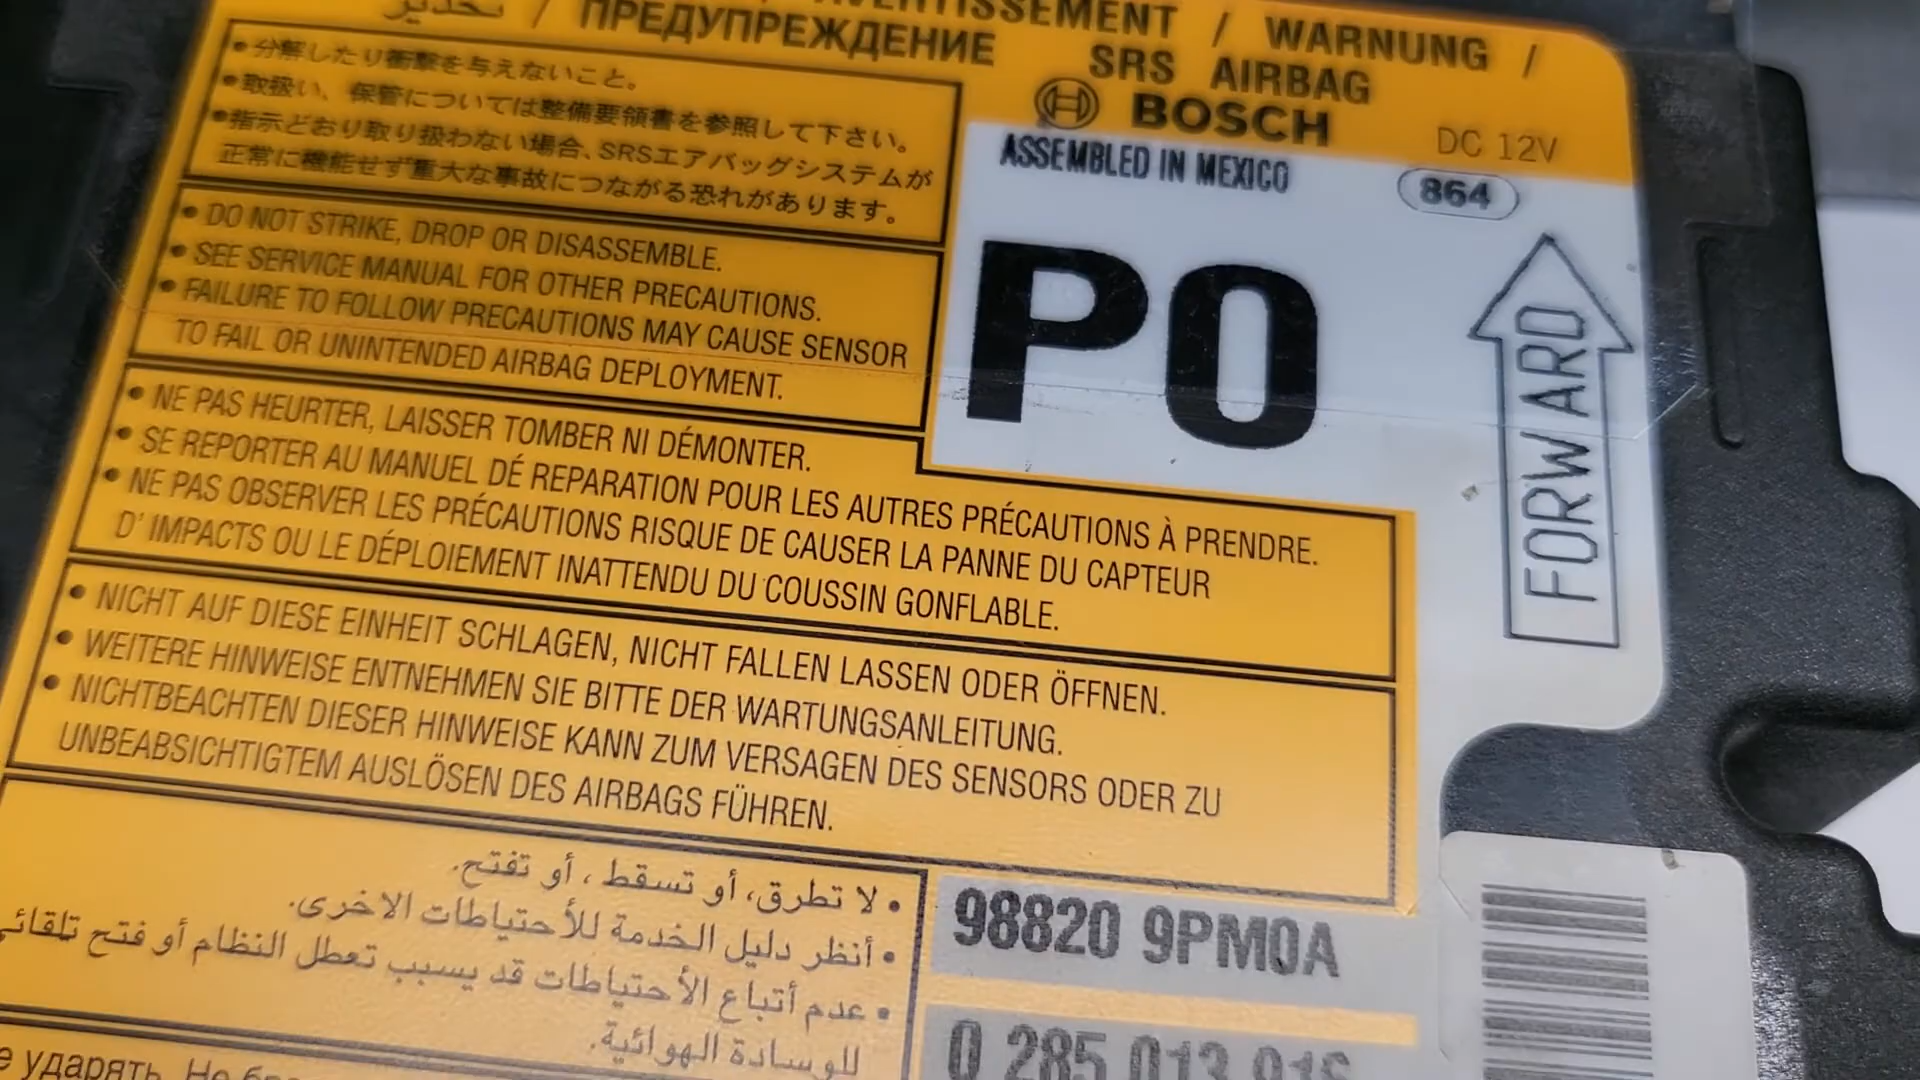 تحذير / ПРЕДУПРЕЖДЕНИЕ
AVERTISSEMENT / WARNUNG /
SRS AIRBAG
BOSCH
DC 12V
ASSEMBLED IN MEXICO
864
P0
FORWARD
•分解したり衝撃を与えないこと。
•取扱い、保管については整備要領書を参照して下さい。
•指示どおり取り扱わない場合、SRSエアバッグシステムが
正常に機能せず重大な事故につながる恐れがあります。
• DO NOT STRIKE, DROP OR DISASSEMBLE.
• SEE SERVICE MANUAL FOR OTHER PRECAUTIONS.
• FAILURE TO FOLLOW PRECAUTIONS MAY CAUSE SENSOR
TO FAIL OR UNINTENDED AIRBAG DEPLOYMENT.
• NE PAS HEURTER, LAISSER TOMBER NI DÉMONTER.
• SE REPORTER AU MANUEL DÉ REPARATION POUR LES AUTRES PRÉCAUTIONS À PRENDRE.
• NE PAS OBSERVER LES PRÉCAUTIONS RISQUE DE CAUSER LA PANNE DU CAPTEUR
D' IMPACTS OU LE DÉPLOIEMENT INATTENDU DU COUSSIN GONFLABLE.
• NICHT AUF DIESE EINHEIT SCHLAGEN, NICHT FALLEN LASSEN ODER ÖFFNEN.
• WEITERE HINWEISE ENTNEHMEN SIE BITTE DER WARTUNGSANLEITUNG.
• NICHTBEACHTEN DIESER HINWEISE KANN ZUM VERSAGEN DES SENSORS ODER ZU
UNBEABSICHTIGTEM AUSLÖSEN DES AIRBAGS FÜHREN.
• لا تطرق، أو تسقط ، أو تفتح.
• أنظر دليل الخدمة للأحتياطات الاخرى.
• عدم أتباع الأحتياطات قد يسبب تعطل النظام أو فتح تلقائي
للوسادة الهوائية.
98820 9PM0A
0 285 013
ударять. Не